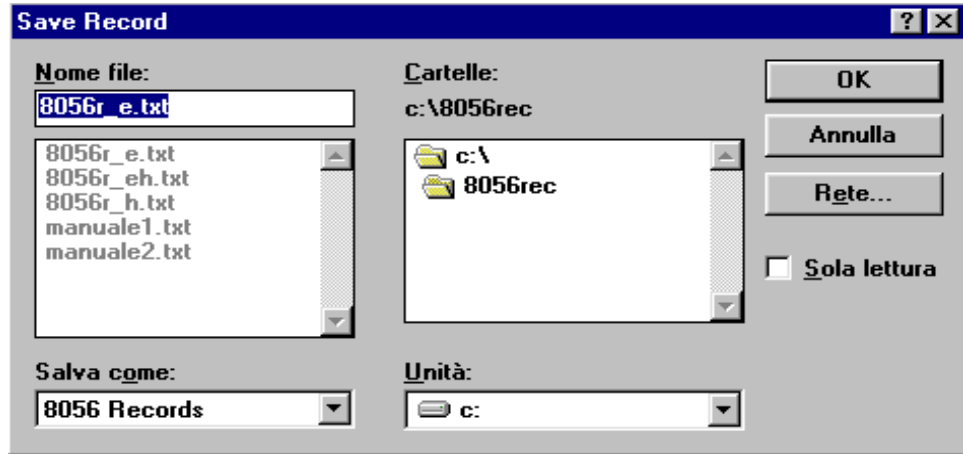 Save Record
Nome file:
8056r_e.txt
8056r_e.txt
8056r_eh.txt
8056r_h.txt
manuale1.txt
manuale2.txt
Salva come:
8056 Records
Cartelle:
c:\8056rec
c:\
8056rec
Unità:
c:
OK
Annulla
Rete...
Sola lettura